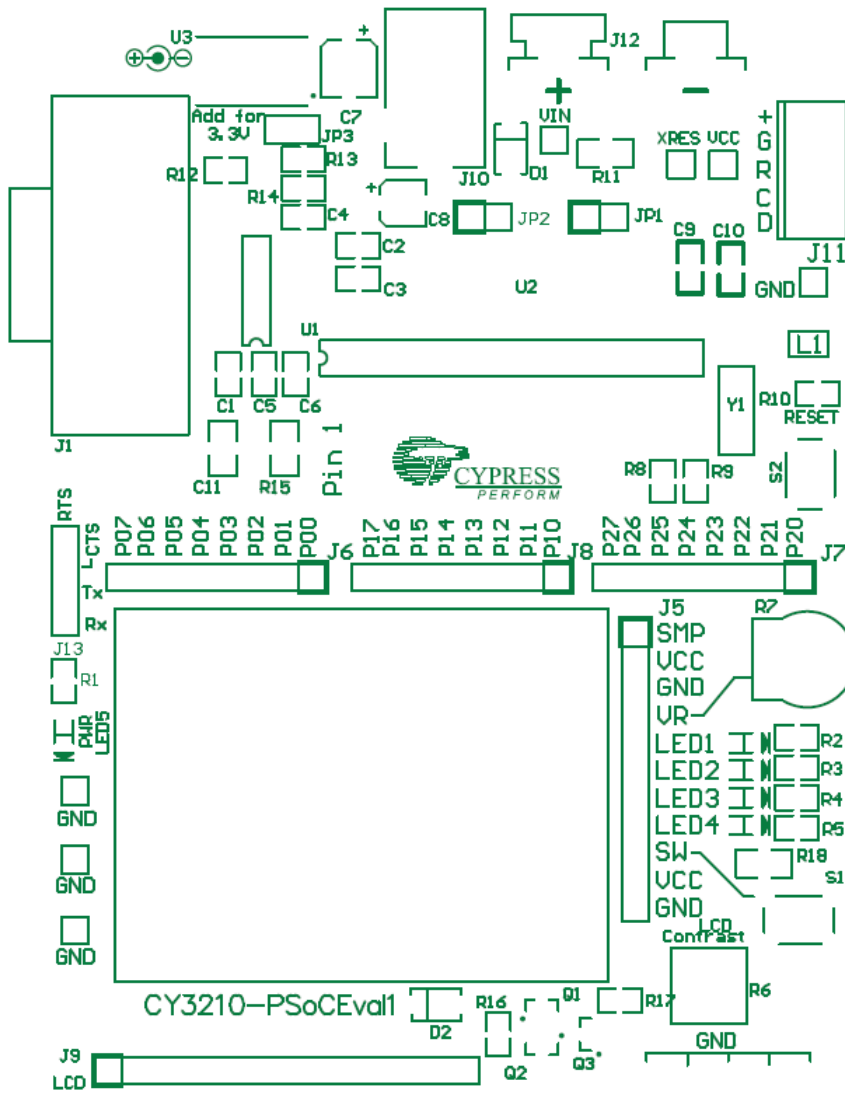 U3
J12
+
C7
VIN
Add for
3.3V
JP3
XRES
VCC
+
G
R
C
D
R12
R13
R14
J10
D1
R11
C4
C8
JP2
JP1
C9
C10
J11
C2
C3
U2
GND
U1
L1
C1
C5
C6
Y1
R10
RESET
J1
C11
R15
Pin 1
CYPRESS
PERFORM
R8
R9
S2
RTS
CTS
Tx
Rx
J13
P07
P06
P05
P04
P03
P02
P01
P00
J6
P17
P16
P15
P14
P13
P12
P11
P10
J8
P27
P26
P25
P24
P23
P22
P21
P20
J7
J5
R7
SMP
VCC
GND
VR
LED1
LED2
LED3
LED4
SW
VCC
GND
R1
PWR
LED5
GND
GND
GND
R2
R3
R4
R5
R18
S1
LCD
Contrast
R6
GND
CY3210-PSoCEval1
D2
R16
Q1
R17
Q2
Q3
J9
LCD